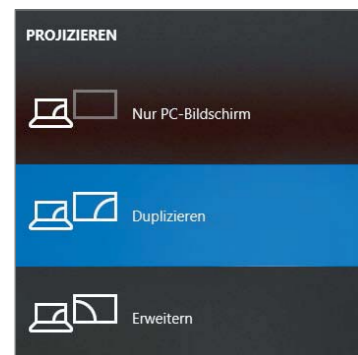 PROJIZIEREN
Nur PC-Bildschirm
Duplizieren
Erweitern